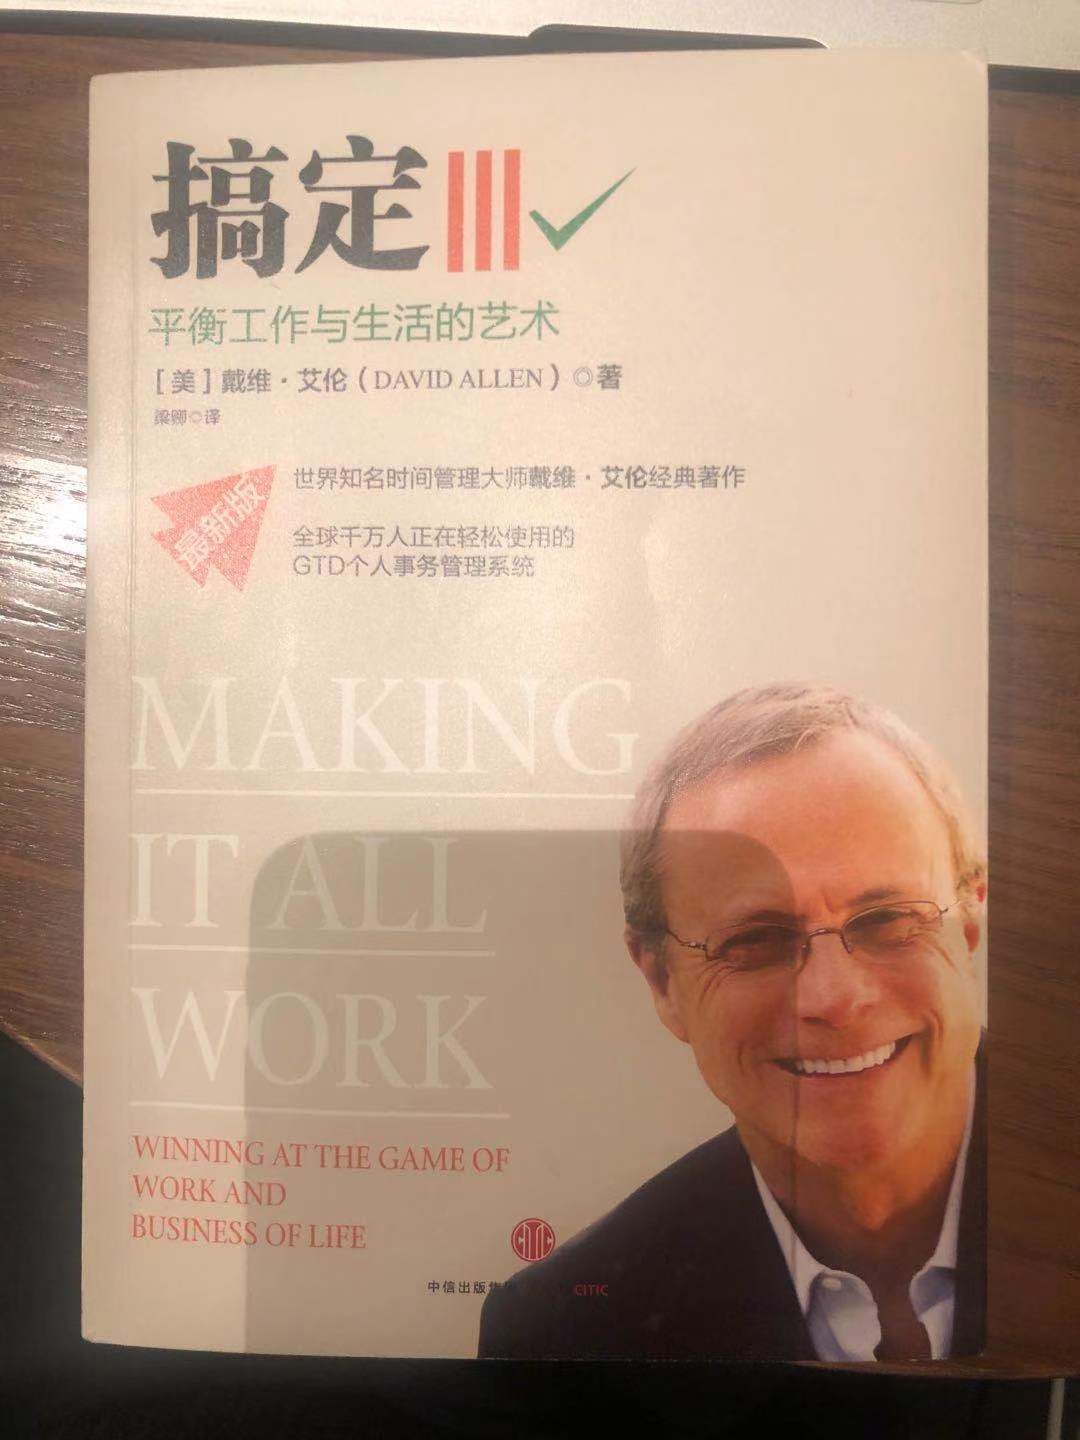 搞定III
平衡工作与生活的艺术
[美]戴维·艾伦(DAVID ALLEN)◎著
梁卿◎译
最新版
世界知名时间管理大师戴维·艾伦经典著作
全球千万人正在轻松使用的
GTD个人事务管理系统
MAKING
IT ALL
WORK
WINNING AT THE GAME OF
WORK AND
BUSINESS OF LIFE
中信出版集
CITIC